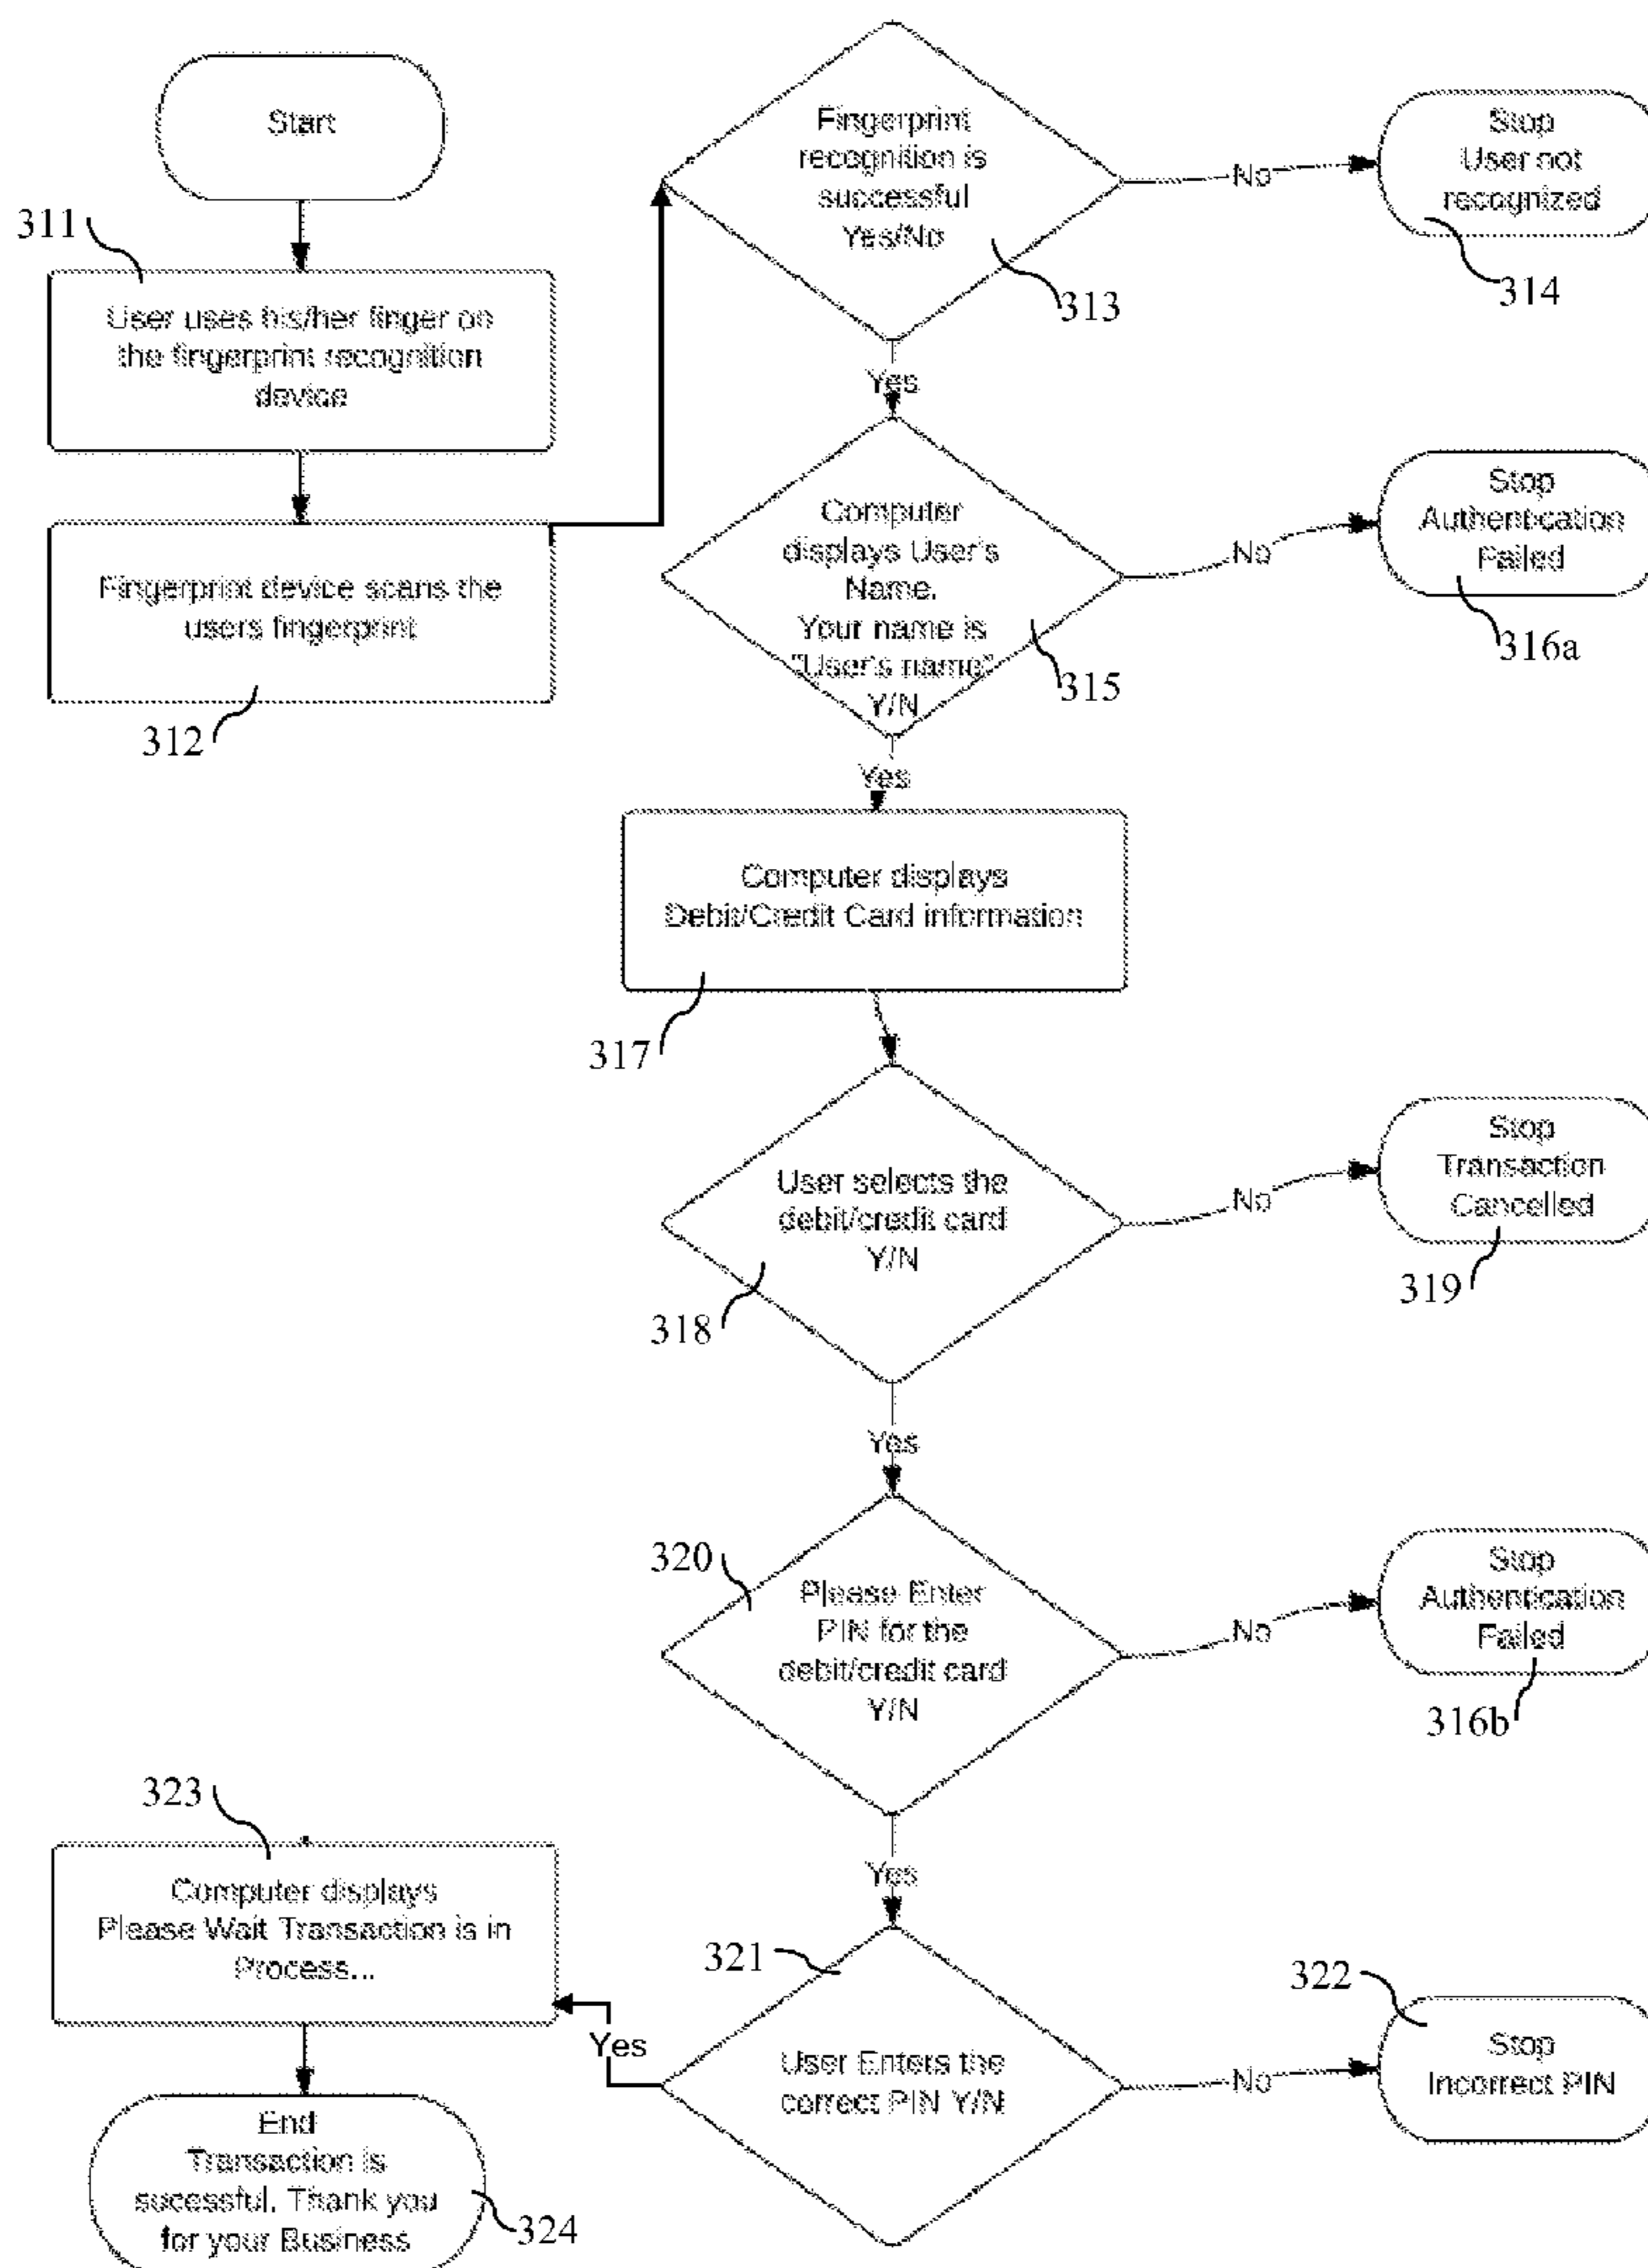 Start
311
User uses his/her finger on
the fingerprint recognition
device
Fingerprint device scans the
users fingerprint
312
Fingerprint
recognition is
successful
Yes/No
313
No
Stop
User not
recognized
314
Yes
Computer
displays User's
Name.
Your name is
"User's name"
Y/N
315
No
Stop
Authentication
Failed
316a
Yes
Computer displays
Debit/Credit Card information
317
User selects the
debit/credit card
Y/N
318
No
Stop
Transaction
Cancelled
319
Yes
320
Please Enter
PIN for the
debit/credit card
Y/N
No
Stop
Authentication
Failed
316b
Yes
321
User Enters the
correct PIN Y/N
No
322
Stop
Incorrect PIN
Yes
323
Computer displays
Please Wait Transaction is in
Process...
End
Transaction is
sucessful. Thank you
for your Business
324